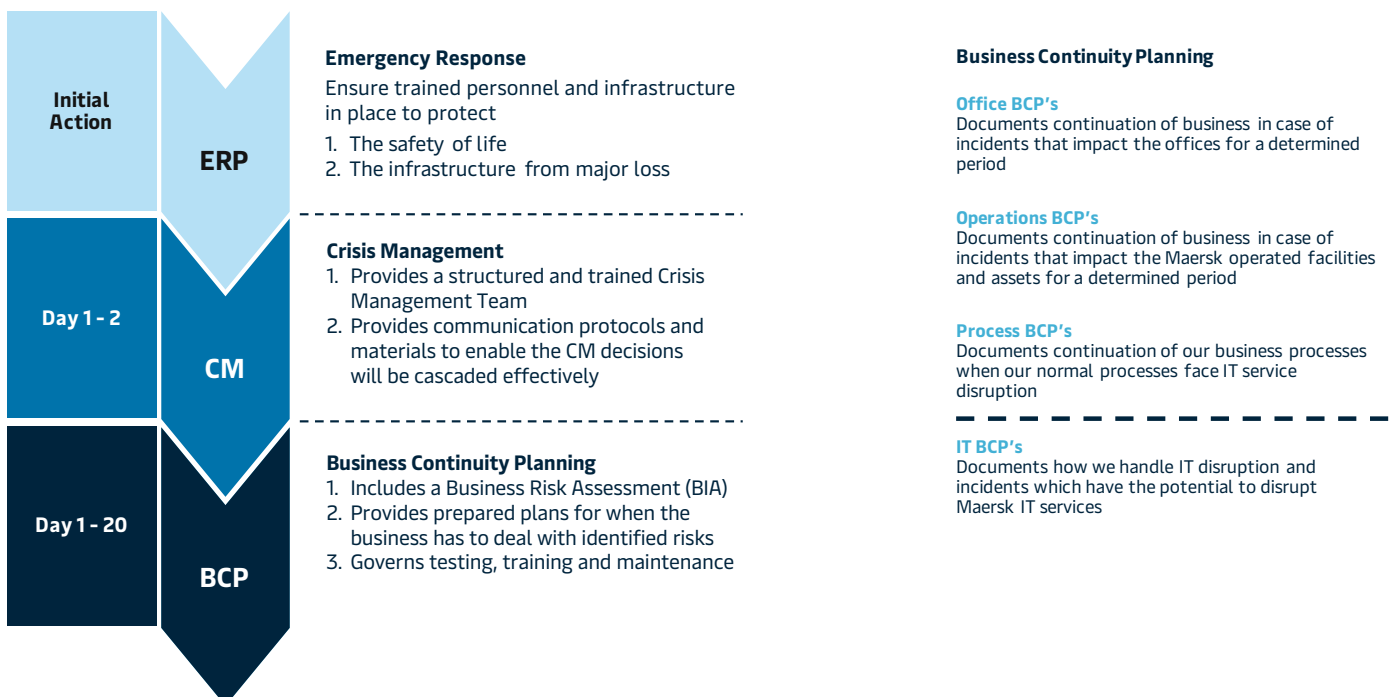 Initial
Action
ERP
Emergency Response
Ensure trained personnel and infrastructure
in place to protect
1. The safety of life
2. The infrastructure from major loss
Day 1 - 2
CM
Crisis Management
1. Provides a structured and trained Crisis
Management Team
2. Provides communication protocols and
materials to enable the CM decisions
will be cascaded effectively
Day 1 - 20
BCP
Business Continuity Planning
1. Includes a Business Risk Assessment (BIA)
2. Provides prepared plans for when the
business has to deal with identified risks
3. Governs testing, training and maintenance
Business Continuity Planning
Office BCP's
Documents continuation of business in case of
incidents that impact the offices for a determined
period
Operations BCP's
Documents continuation of business in case of
incidents that impact the Maersk operated facilities
and assets for a determined period
Process BCP's
Documents continuation of our business processes
when our normal processes face IT service
disruption
IT BCP's
Documents how we handle IT disruption and
incidents which have the potential to disrupt
Maersk IT services